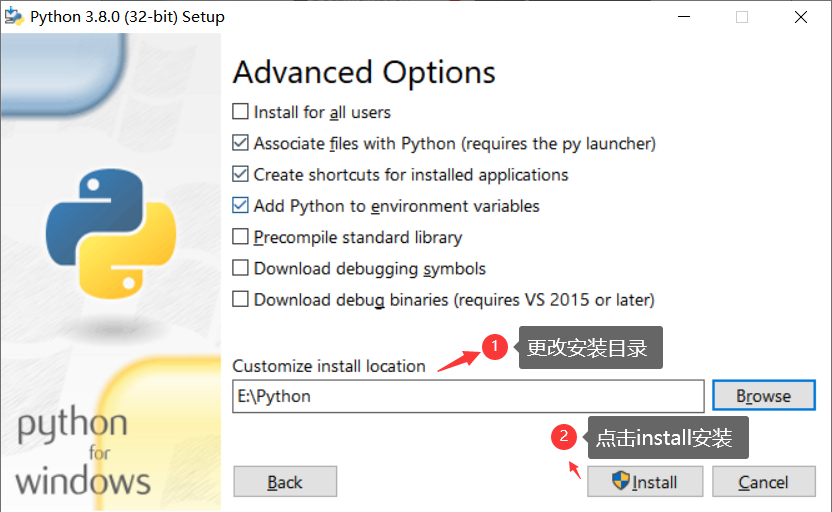 Python 3.8.0 (32-bit) Setup
Advanced Options
Install for all users
Associate files with Python (requires the py launcher)
Create shortcuts for installed applications
Add Python to environment variables
Precompile standard library
Download debugging symbols
Download debug binaries (requires VS 2015 or later)
1 更改安装目录
Customize install location
E:\Python
Browse
2 点击install安装
python
for
windows
Back
Install
Cancel